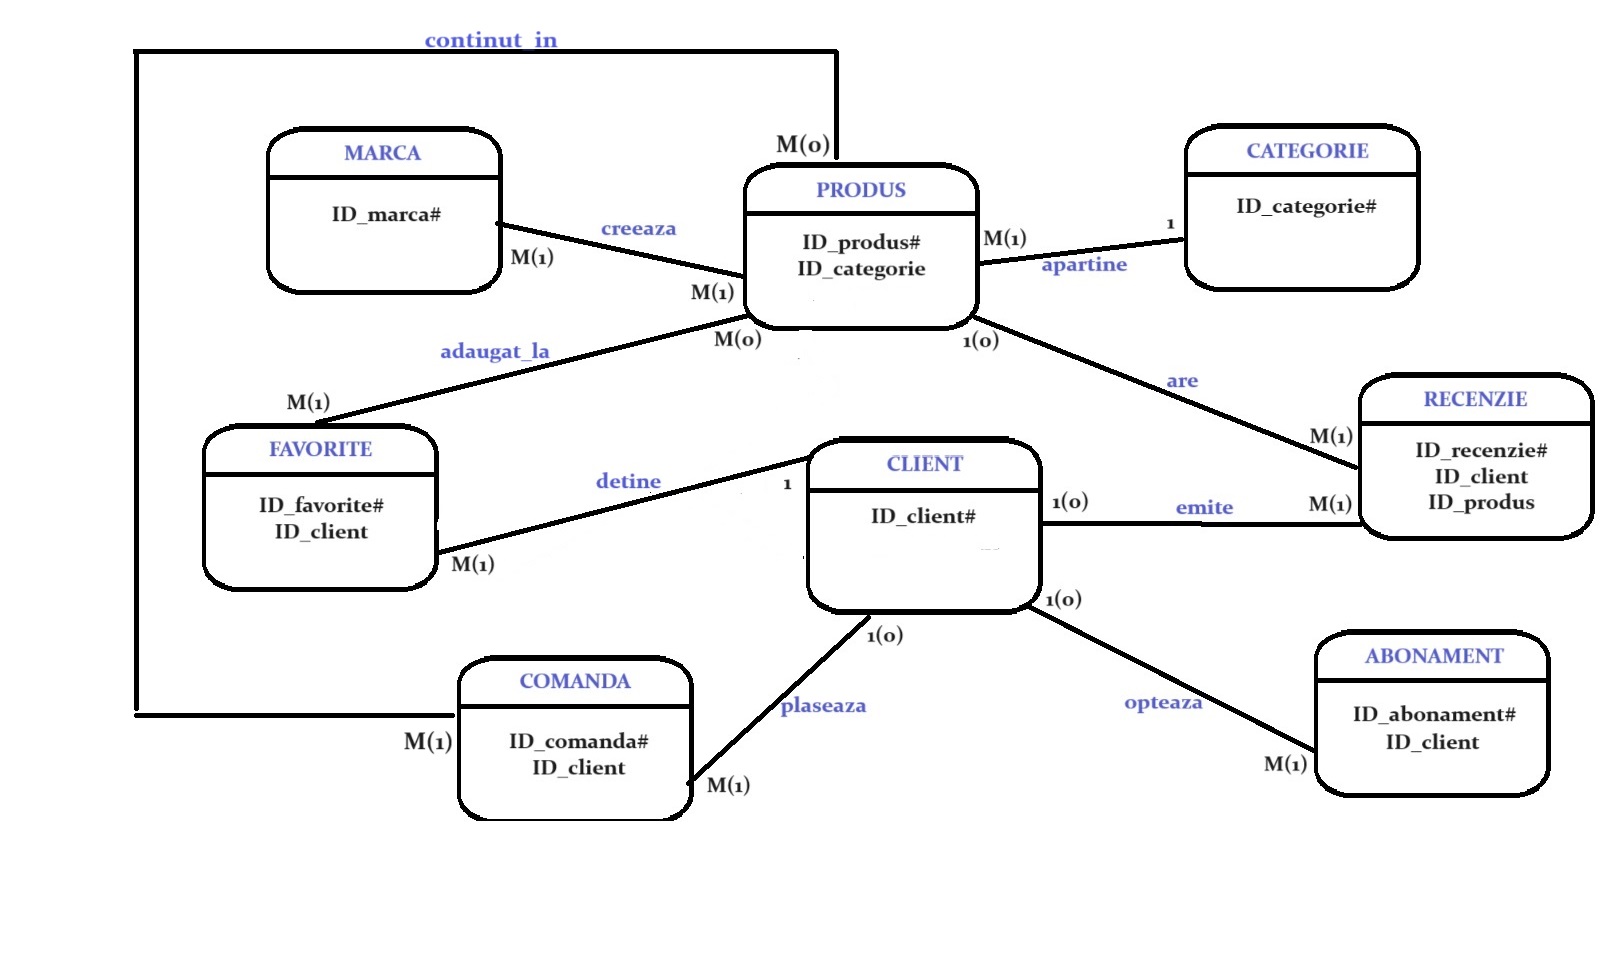 continut_in
M(0)
MARCA
ID_marca#
M(1)
creeaza
M(1)
PRODUS
ID_produs#
ID_categorie
M(1)
apartine
1
CATEGORIE
ID_categorie#
M(0)
adaugat_la
M(1)
1(0)
are
M(1)
FAVORITE
ID_favorite#
ID_client
M(1)
detine
1
CLIENT
ID_client#
1(0)
emite
M(1)
RECENZIE
ID_recenzie#
ID_client
ID_produs
1(0)
plaseaza
M(1)
1(0)
opteaza
M(1)
COMANDA
ID_comanda#
ID_client
M(1)
ABONAMENT
ID_abonament#
ID_client